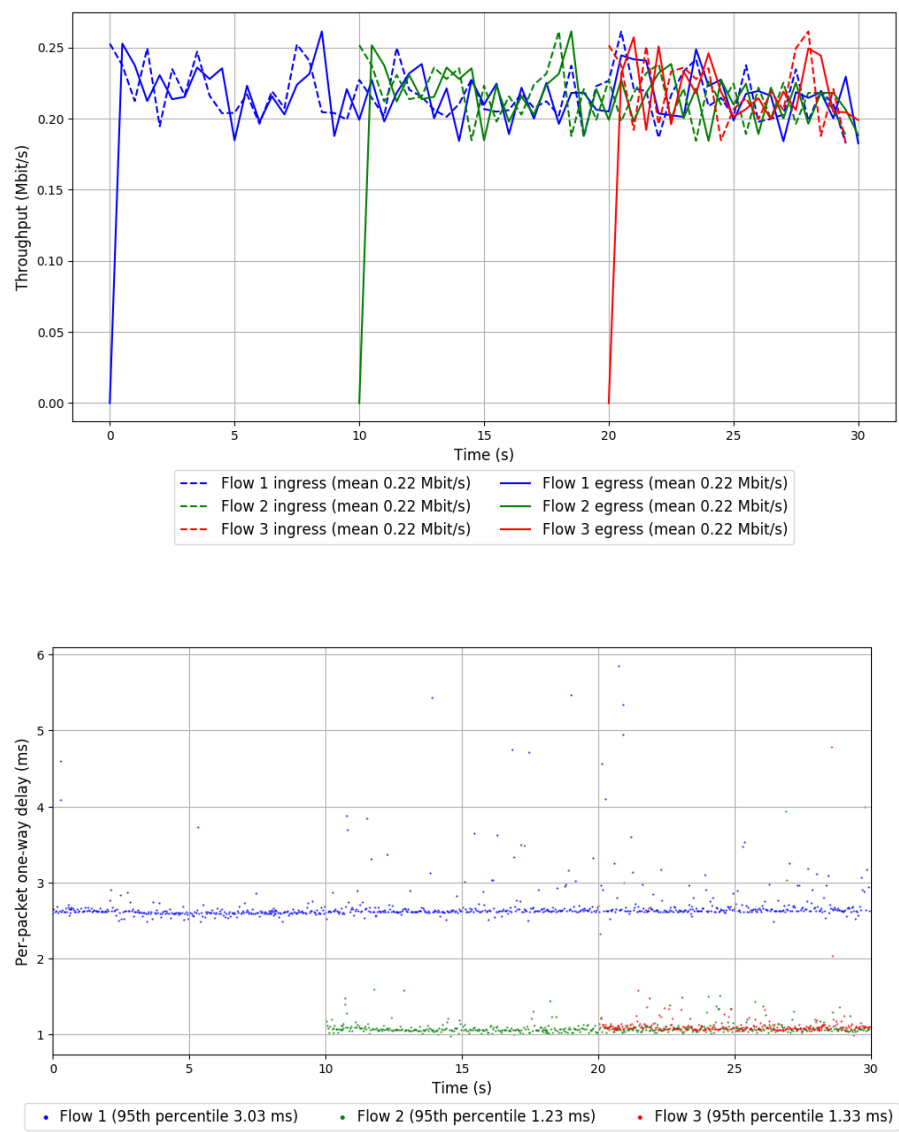 0.25
0.20
0.15
0.10
0.05
0.00
Throughput (Mbit/s)
0 5 10 15 20 25 30
Time (s)
Flow 1 ingress (mean 0.22 Mbit/s) Flow 1 egress (mean 0.22 Mbit/s)
Flow 2 ingress (mean 0.22 Mbit/s) Flow 2 egress (mean 0.22 Mbit/s)
Flow 3 ingress (mean 0.22 Mbit/s) Flow 3 egress (mean 0.22 Mbit/s)
6
5
4
3
2
1
Per-packet one-way delay (ms)
0 5 10 15 20 25 30
Time (s)
Flow 1 (95th percentile 3.03 ms) Flow 2 (95th percentile 1.23 ms) Flow 3 (95th percentile 1.33 ms)